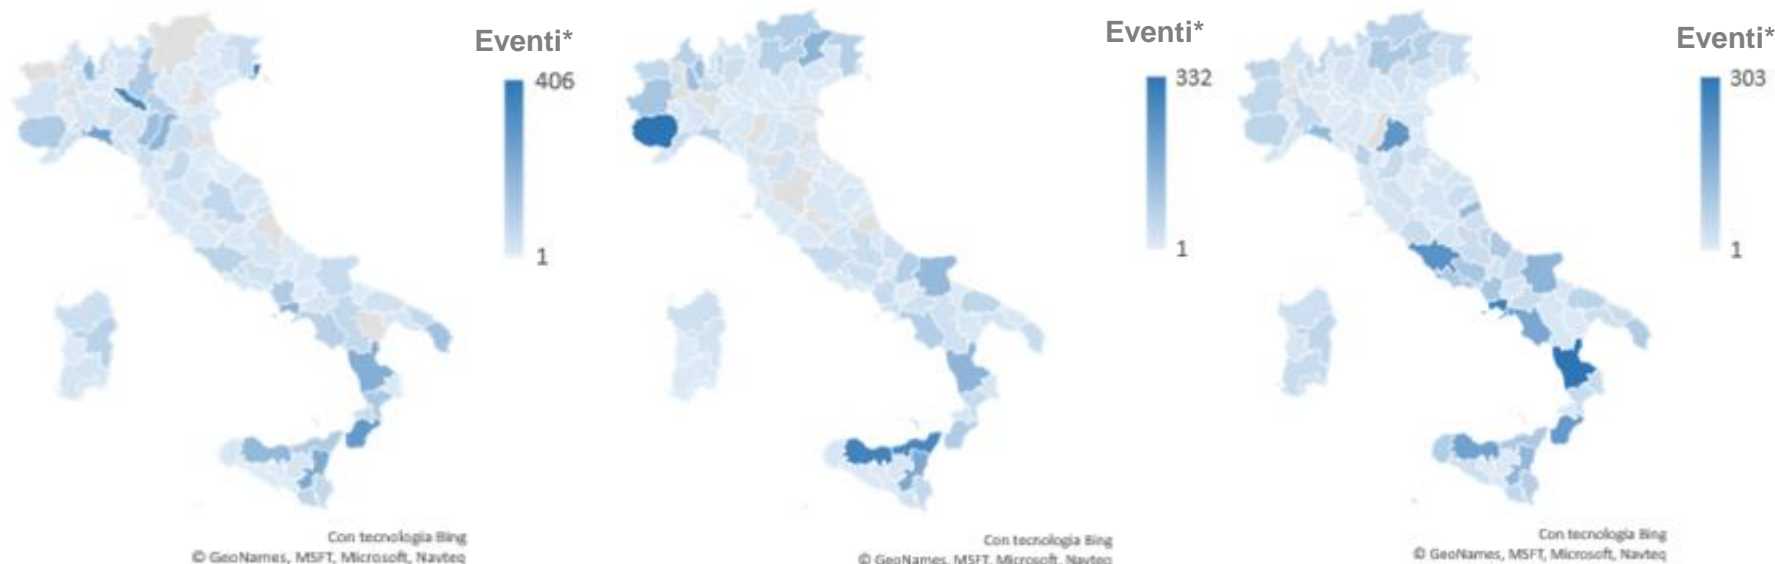 Eventi*
406
1
Con tecnologia Bing
© GeoNames, MSFT, Microsoft, Navteq
Eventi*
332
1
Con tecnologia Bing
© GeoNames, MSFT, Microsoft, Navteq
Eventi*
303
1
Con tecnologia Bing
© GeoNames, MSFT, Microsoft, Navteq